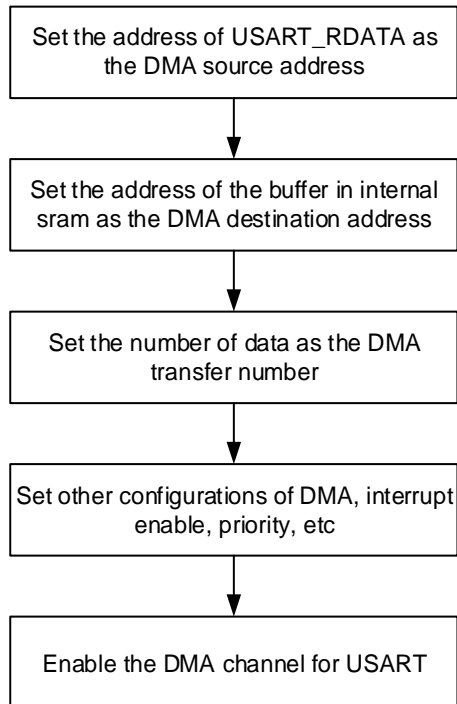 Set the address of USART_RDATA as
the DMA source address
Set the address of the buffer in internal
sram as the DMA destination address
Set the number of data as the DMA
transfer number
Set other configurations of DMA, interrupt
enable, priority, etc
Enable the DMA channel for USART